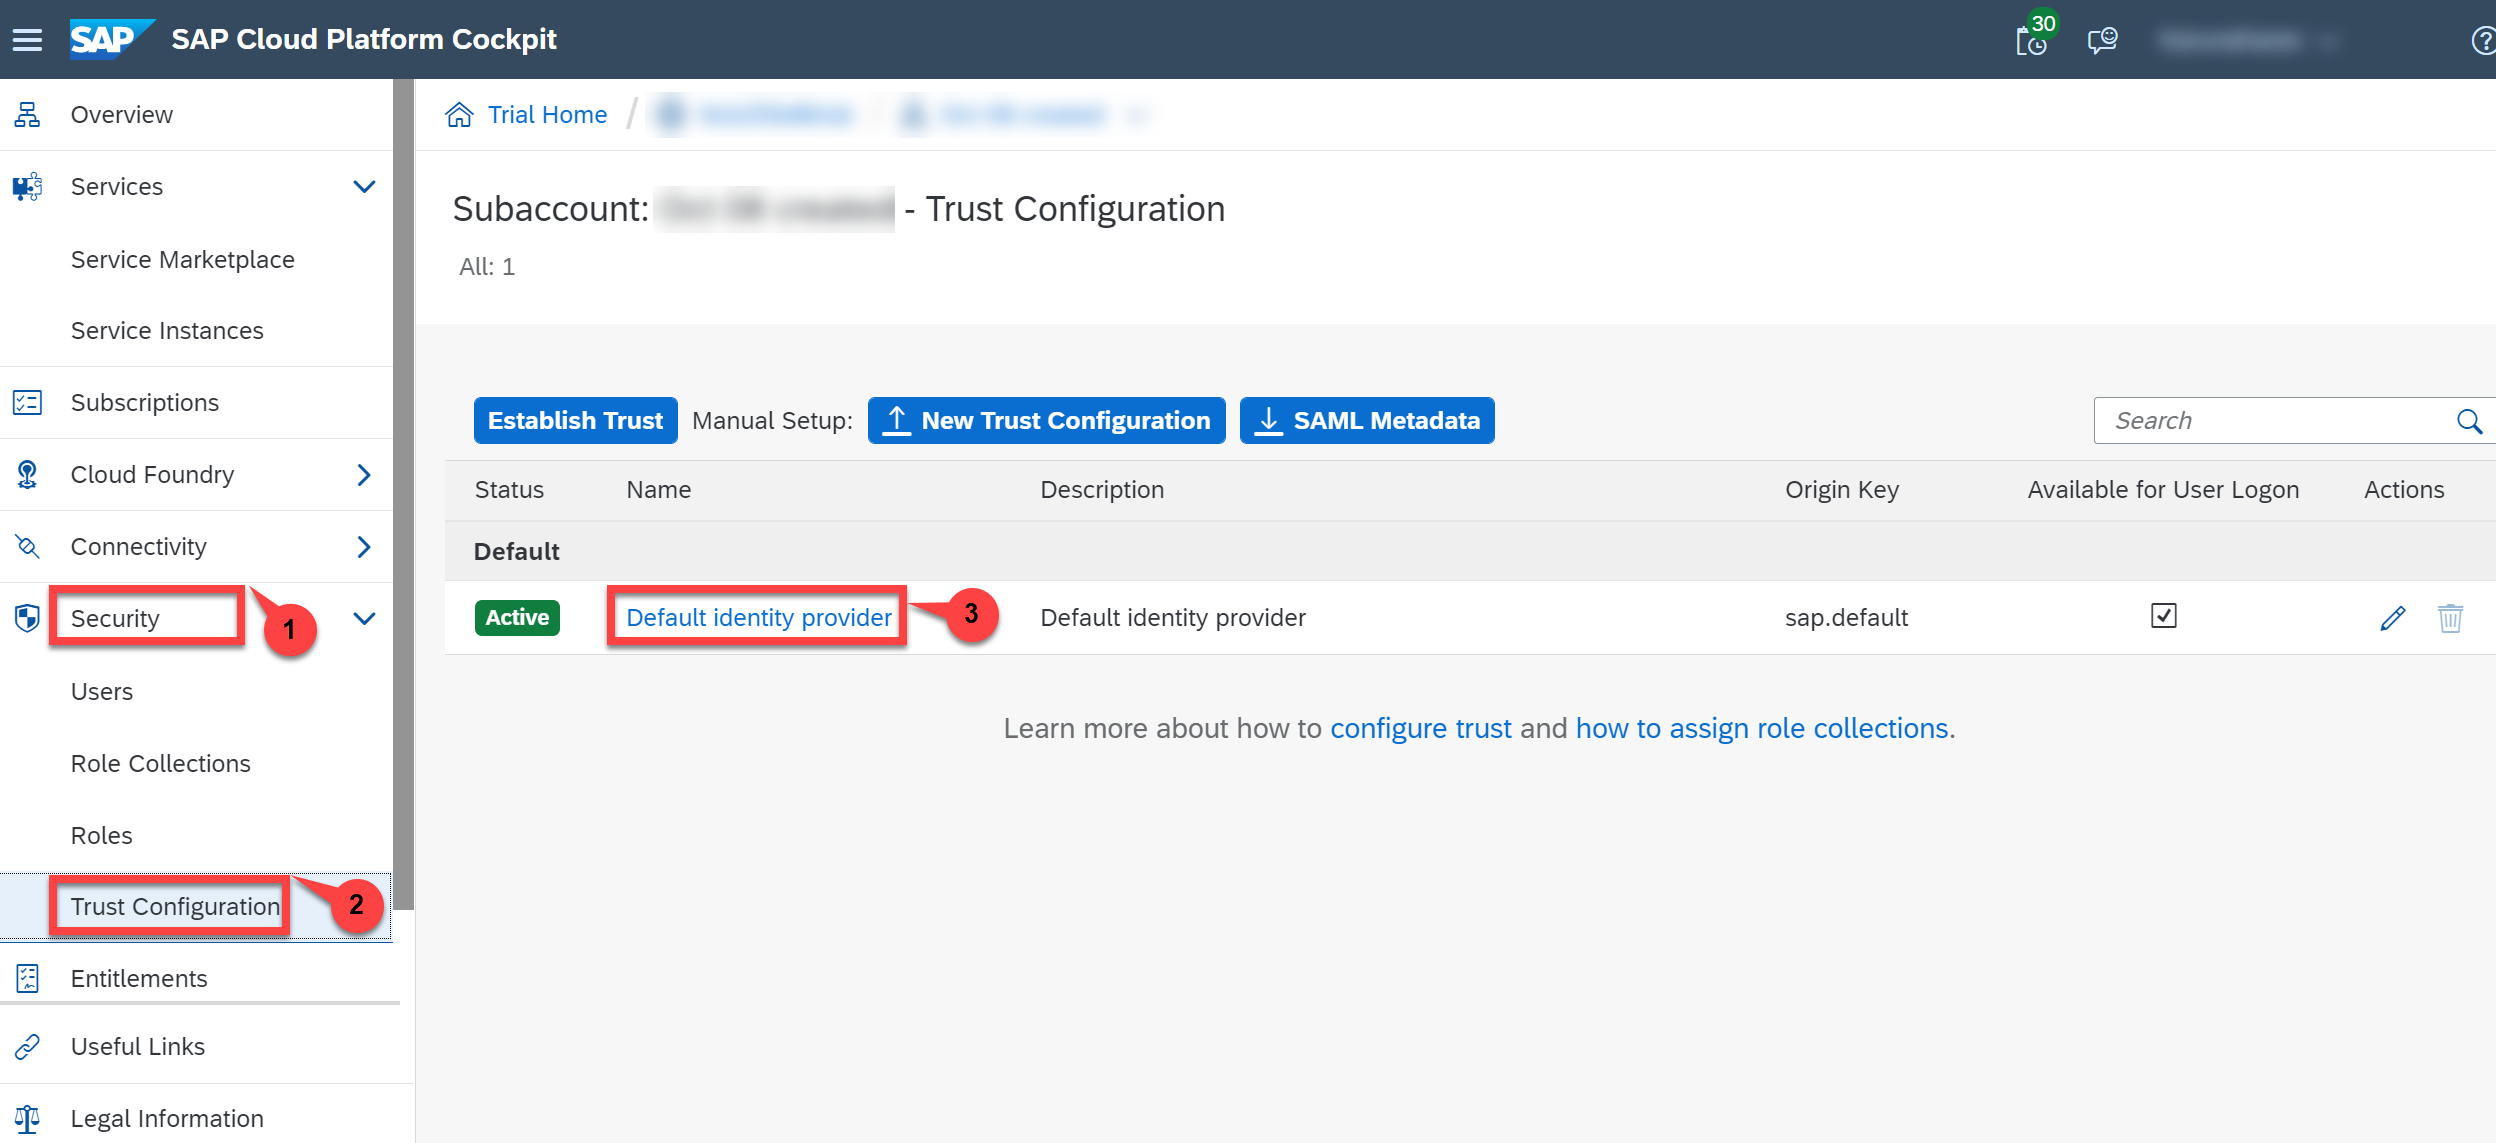 SAP SAP Cloud Platform Cockpit
30
Overview
Trial Home /
Services
Subaccount: - Trust Configuration
Service Marketplace
All: 1
Service Instances
Subscriptions
Establish Trust Manual Setup: New Trust Configuration SAML Metadata Search
Cloud Foundry
Status Name Description Origin Key Available for User Logon Actions
Connectivity
Default
Security 1
Active Default identity provider 3 Default identity provider sap.default
Users
Learn more about how to configure trust and how to assign role collections.
Role Collections
Roles
Trust Configuration 2
Entitlements
Useful Links
Legal Information